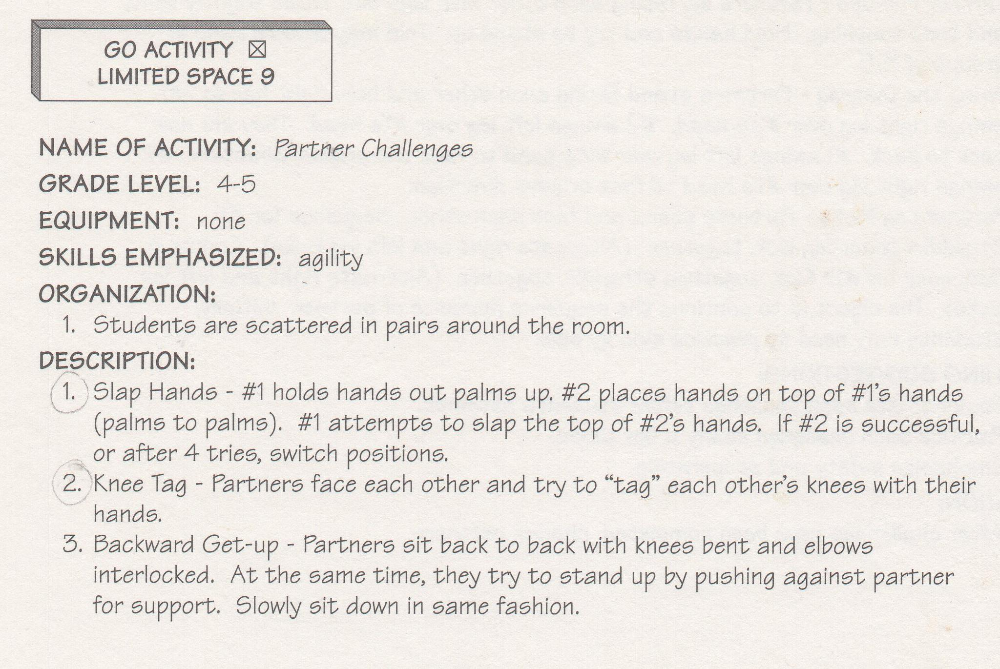 GO ACTIVITY ☒
LIMITED SPACE 9
NAME OF ACTIVITY: Partner Challenges
GRADE LEVEL: 4-5
EQUIPMENT: none
SKILLS EMPHASIZED: agility
ORGANIZATION:
1. Students are scattered in pairs around the room.
DESCRIPTION:
1. Slap Hands - #1 holds hands out palms up. #2 places hands on top of #1's hands
(palms to palms). #1 attempts to slap the top of #2's hands. If #2 is successful,
or after 4 tries, switch positions.
2. Knee Tag - Partners face each other and try to “tag” each other's knees with their
hands.
3. Backward Get-up - Partners sit back to back with knees bent and elbows
interlocked. At the same time, they try to stand up by pushing against partner
for support. Slowly sit down in same fashion.